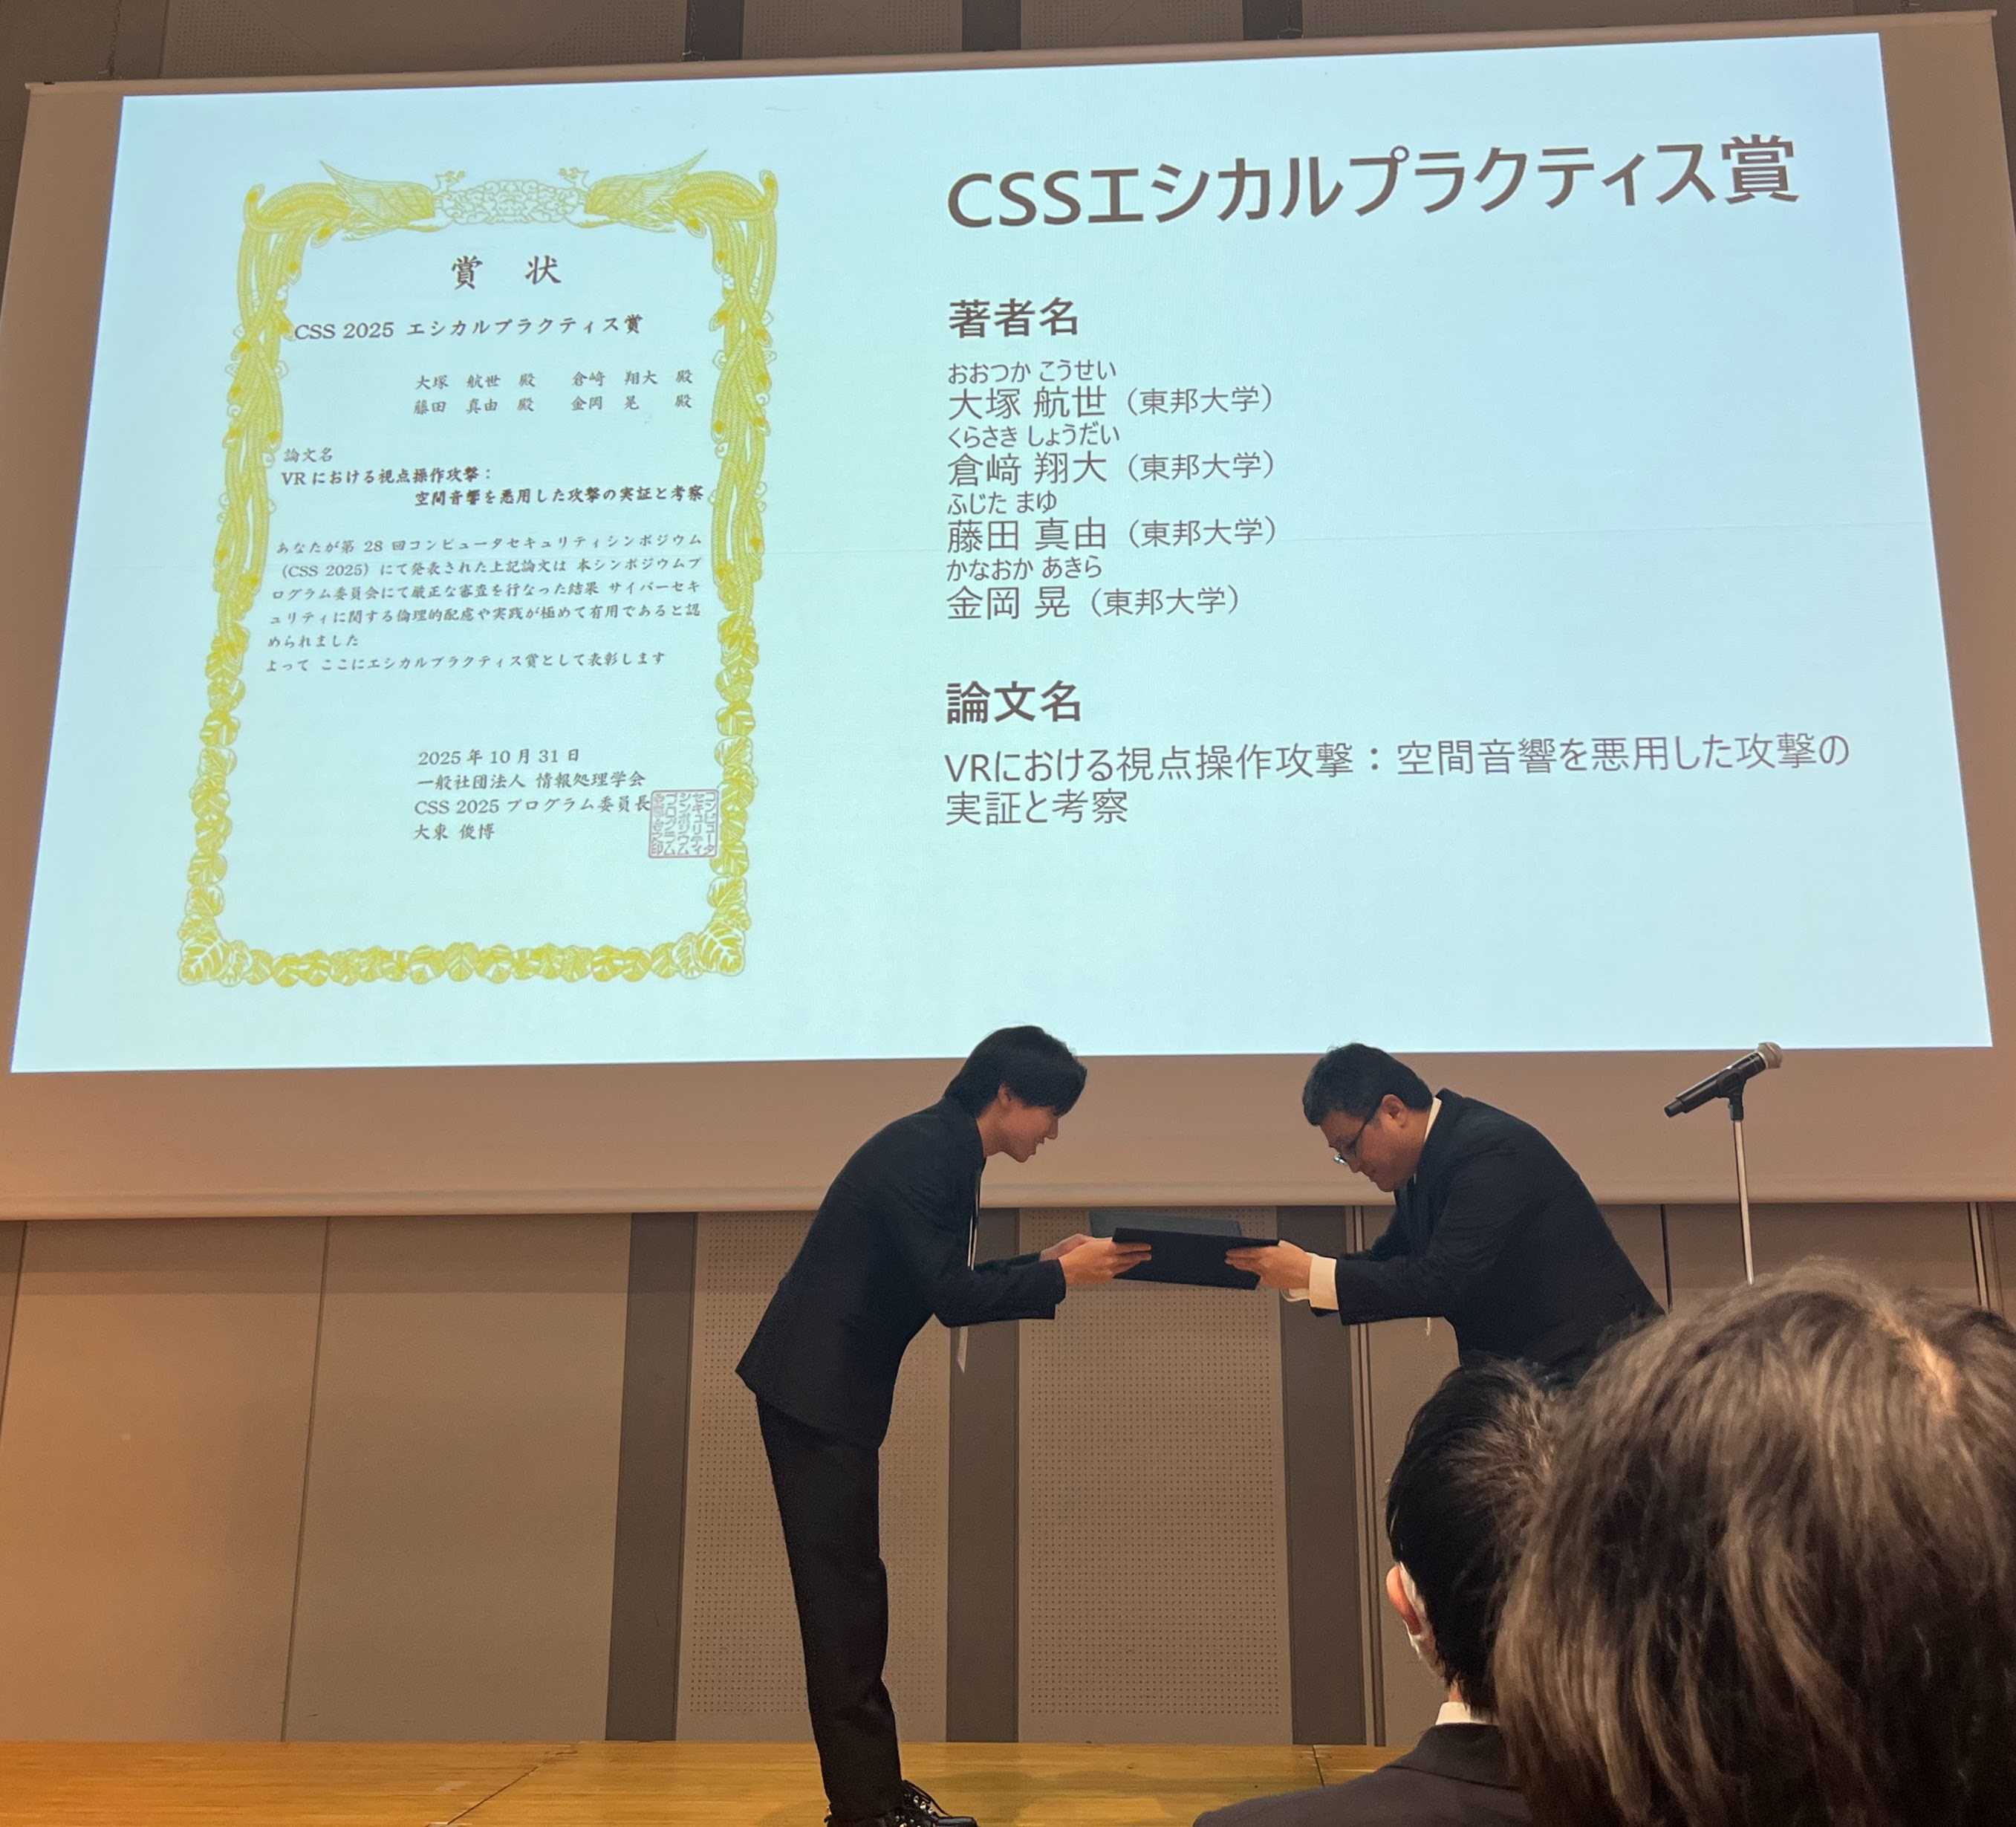 賞 状
CSS 2025 エシカルプラクティス賞
大塚 航世 殿 倉﨑 翔大 殿
藤田 真由 殿 金岡 晃 殿
論文名
VRにおける視点操作攻撃：
空間音響を悪用した攻撃の実証と考察
あなたが第 28 回コンピュータセキュリティシンポジウム
（CSS 2025）にて発表された上記論文は 本シンポジウムプ
ログラム委員会にて厳正な審査を行なった結果 サイバーセキ
ュリティに関する倫理的配慮や実践が極めて有用であると認
められました
よって ここにエシカルプラクティス賞として表彰します
2025年10月31日
一般社団法人 情報処理学会
CSS 2025 プログラム委員長
大東 俊博
CSSエシカルプラクティス賞
著者名
おおつか こうせい
大塚 航世（東邦大学）
くらさき しょうだい
倉﨑 翔大（東邦大学）
ふじた まゆ
藤田 真由（東邦大学）
かなおか あきら
金岡 晃（東邦大学）
論文名
VRにおける視点操作攻撃：空間音響を悪用した攻撃の
実証と考察